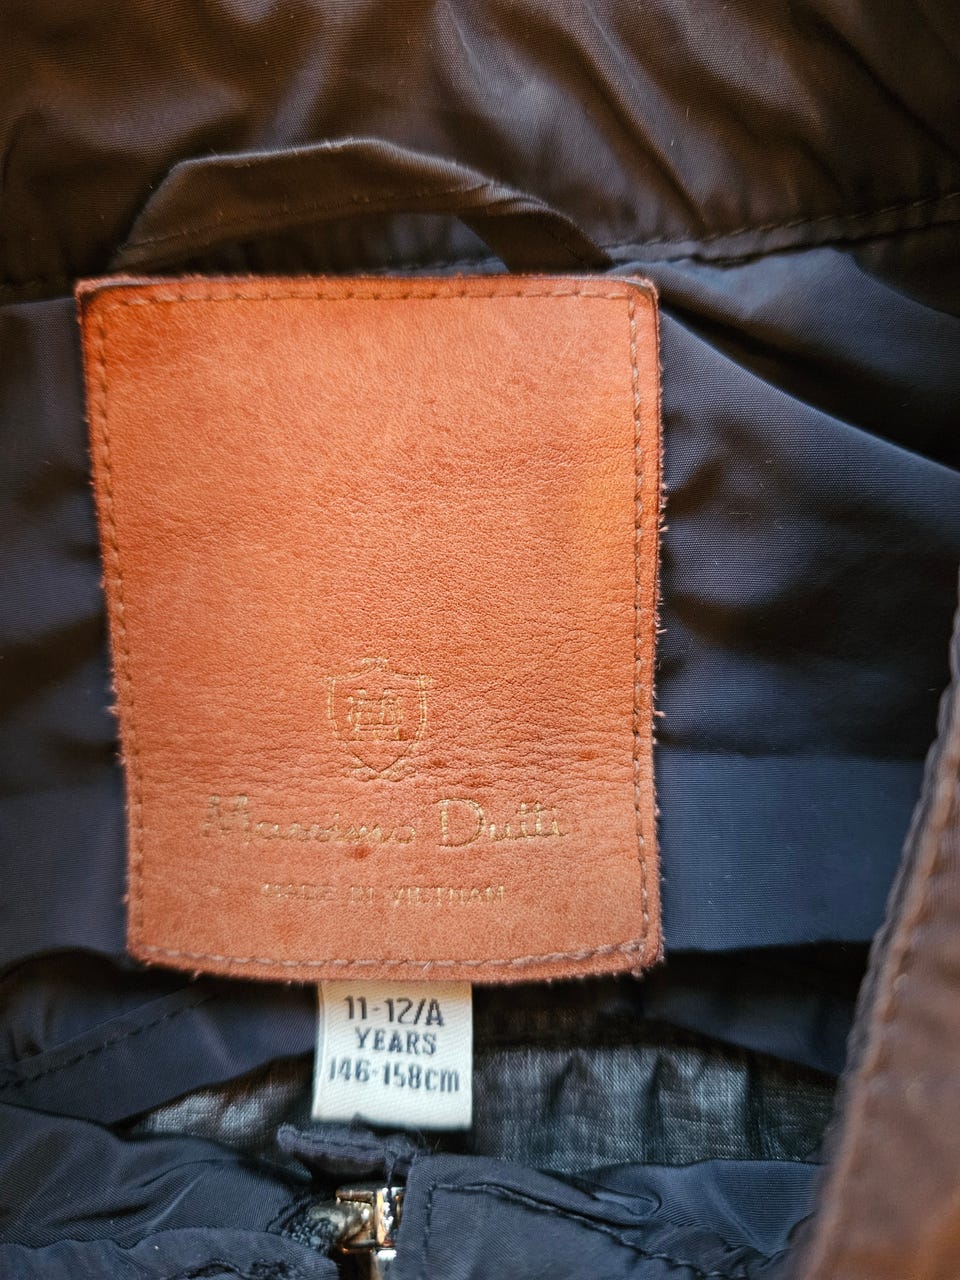 Massimo Dutti
MADE IN VIETNAM
11-12/A
YEARS
146-158cm